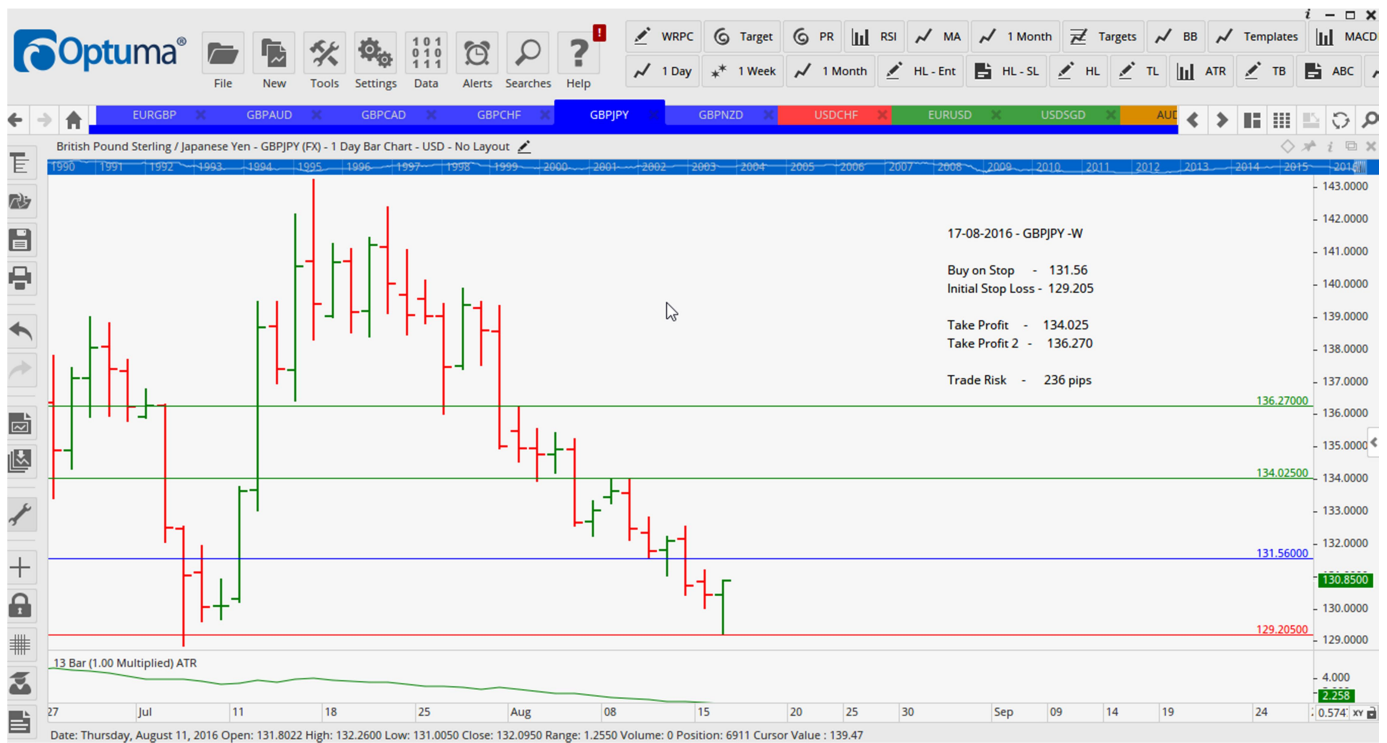 i
Optuma®
File New Tools Settings Data Alerts Searches Help
WRPC Target PR RSI MA 1 Month Targets BB Templates MACD
1 Day 1 Week 1 Month HL - Ent HL - SL HL TL ATR TB ABC
EURGBP GBPAUD GBPCAD GBPCHF GBPJPY GBPNZD USDCHF EURUSD USDSGD AUD
British Pound Sterling / Japanese Yen - GBPJPY (FX) - 1 Day Bar Chart - USD - No Layout
1990 1991 1992 1993 1994 1995 1996 1997 1998 1999 2000 2001 2002 2003 2004 2005 2006 2007 2008 2009 2010 2011 2012 2013 2014 2015 2016
143.0000
142.0000
17-08-2016 - GBPJPY -W
141.0000
Buy on Stop - 131.56
140.0000
Initial Stop Loss - 129.205
139.0000
Take Profit - 134.025
Take Profit 2 - 136.270
138.0000
Trade Risk - 236 pips
137.0000
136.27000
136.0000
135.0000
134.02500
134.0000
133.0000
132.0000
131.56000
130.8500
130.0000
129.20500
129.0000
13 Bar (1.00 Multiplied) ATR
4.000
2.258
27 Jul 11 18 25 Aug 08 15 20 25 30 Sep 09 14 19 24 0.574 XY
Date: Thursday, August 11, 2016 Open: 131.8022 High: 132.2600 Low: 131.0050 Close: 132.0950 Range: 1.2550 Volume: 0 Position: 6911 Cursor Value : 139.47